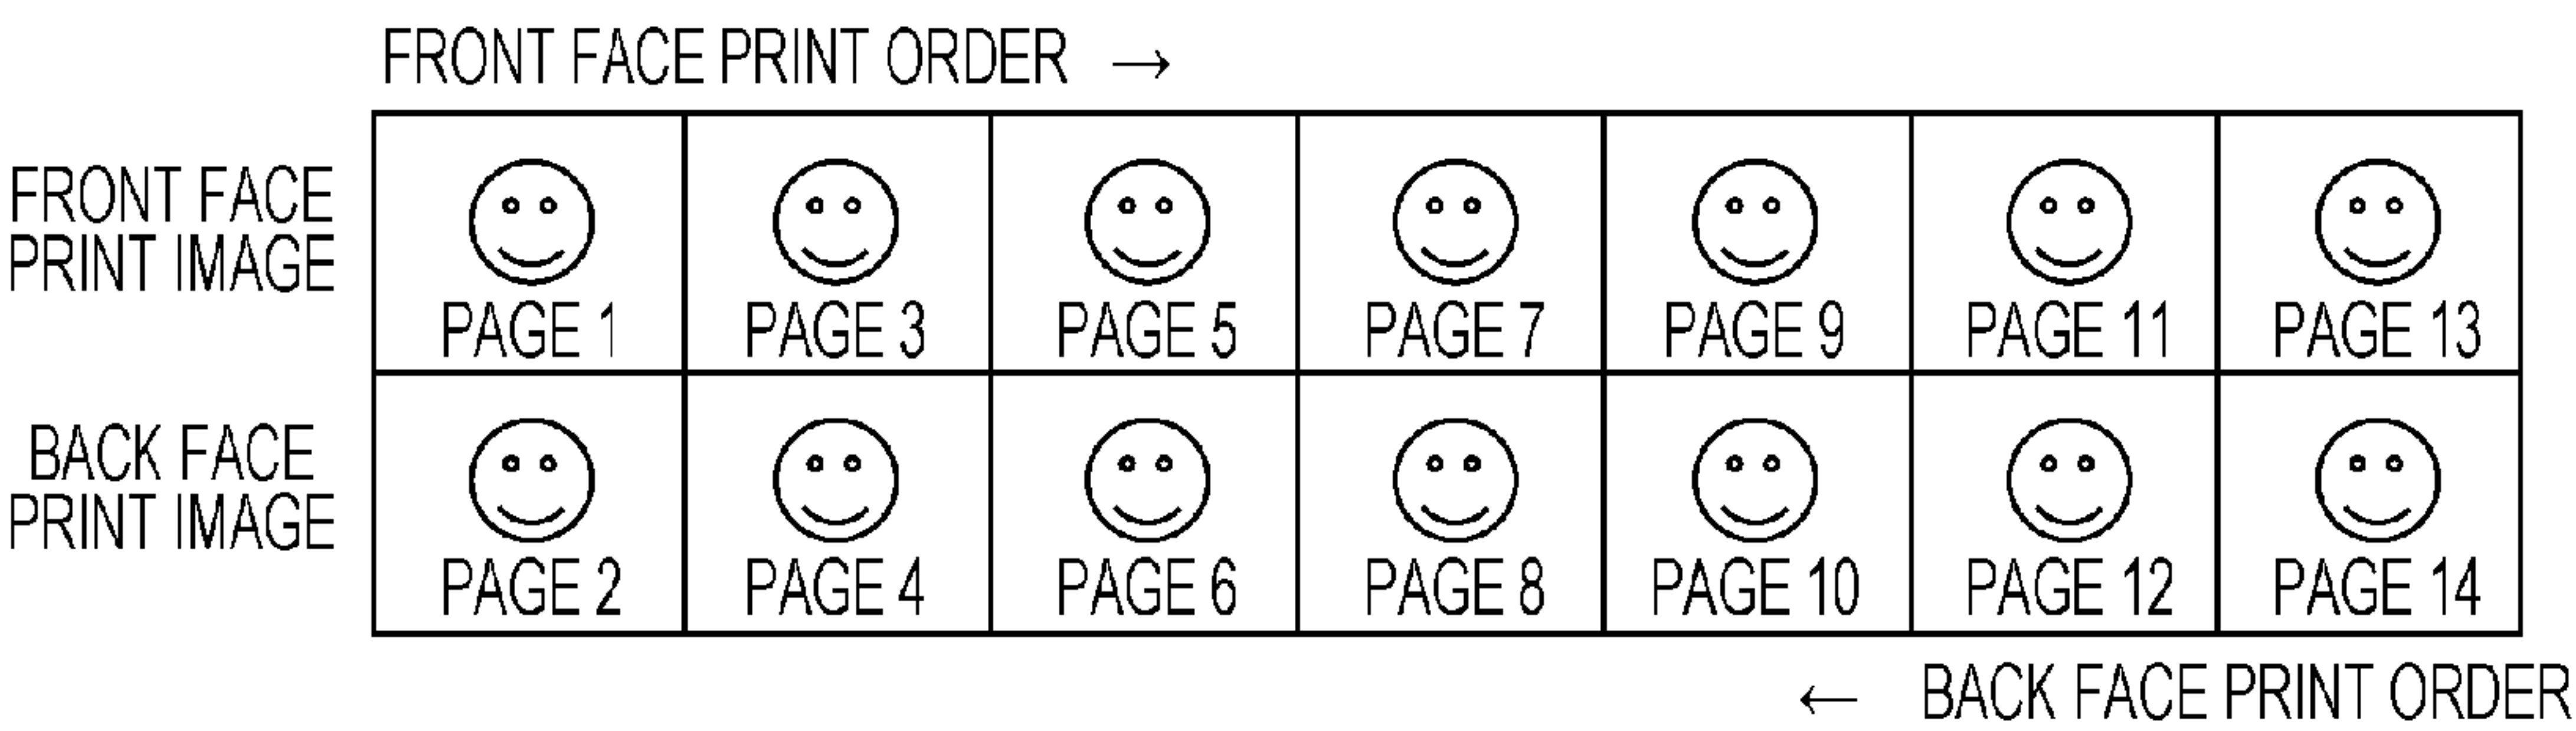 FRONT FACE PRINT ORDER →
FRONT FACE
PRINT IMAGE
PAGE 1 PAGE 3 PAGE 5 PAGE 7 PAGE 9 PAGE 11 PAGE 13
BACK FACE
PRINT IMAGE
PAGE 2 PAGE 4 PAGE 6 PAGE 8 PAGE 10 PAGE 12 PAGE 14
← BACK FACE PRINT ORDER